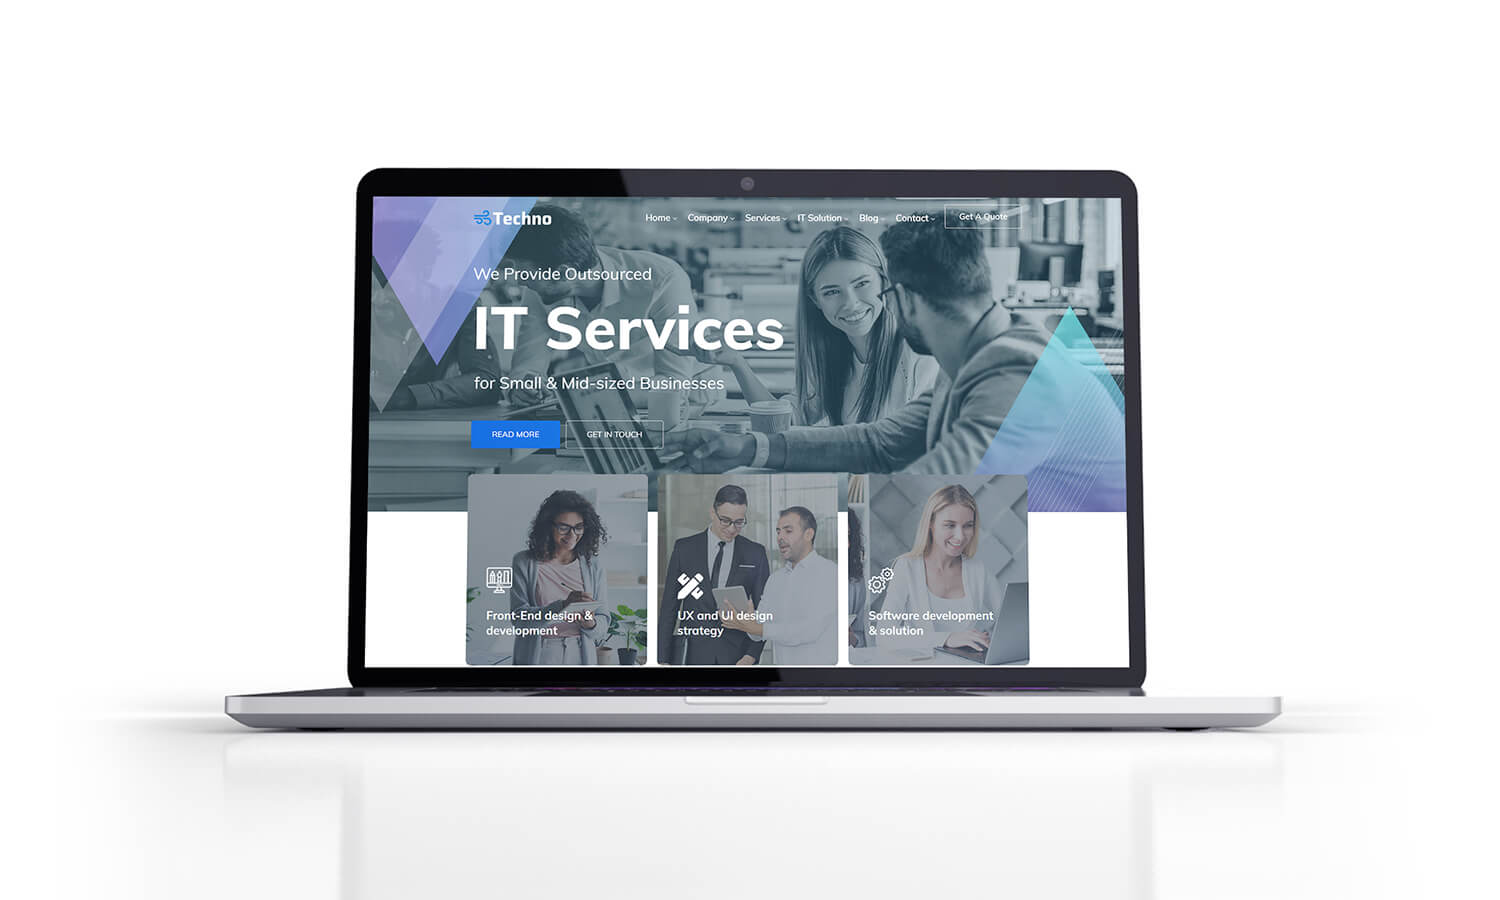 Techno
Home Company Services IT Solution Blog Contact Get A Quote
We Provide Outsourced
IT Services
for Small & Mid-sized Businesses
READ MORE GET IN TOUCH
Front-End design &
development
UX and UI design
strategy
Software development
& solution